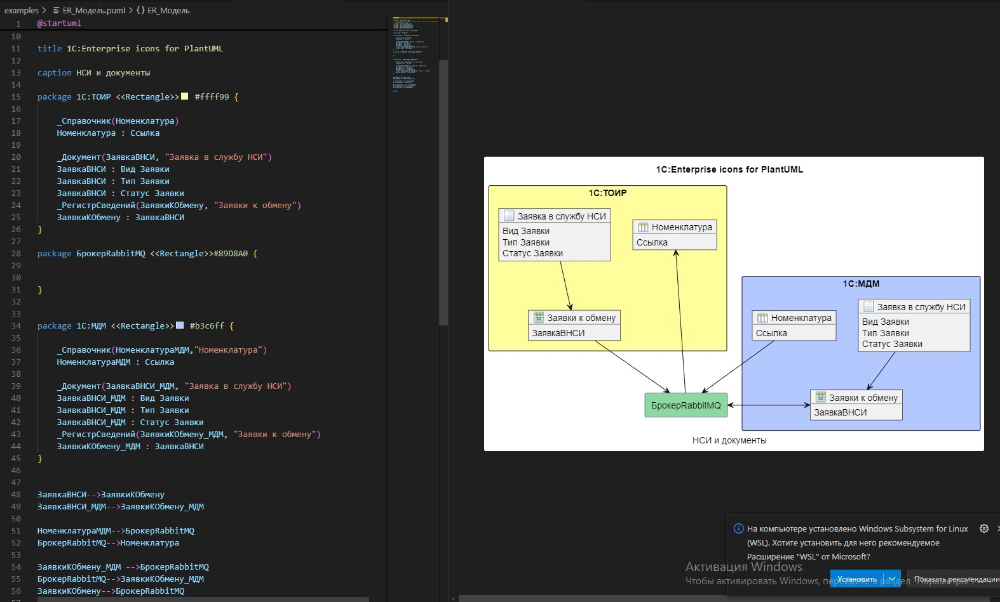 examples > ER_Модель.puml > {} ER_Модель
1 @startuml
10
11 title 1C:Enterprise icons for PlantUML
12
13 caption НСИ и документы
14
15 package 1С:ТОИР <<Rectangle>> #ffff99 {
16
17 _Справочник(Номенклатура)
18 Номенклатура : Ссылка
19
20 _Документ(ЗаявкаВНСИ, "Заявка в службу НСИ")
21 ЗаявкаВНСИ : Вид Заявки
22 ЗаявкаВНСИ : Тип Заявки
23 ЗаявкаВНСИ : Статус Заявки
24 _РегистрСведений(ЗаявкиКОбмену, "Заявки к обмену")
25 ЗаявкиКОбмену : ЗаявкаВНСИ
26 }
27
28 package БрокерRabbitMQ <<Rectangle>>#89D8A0 {
29
30
31 }
32
33
34 package 1С:МДМ <<Rectangle>> #b3c6ff {
35
36 _Справочник(НоменклатураМДМ,"Номенклатура")
37 НоменклатураМДМ : Ссылка
38
39 _Документ(ЗаявкаВНСИ_МДМ, "Заявка в службу НСИ")
40 ЗаявкаВНСИ_МДМ : Вид Заявки
41 ЗаявкаВНСИ_МДМ : Тип Заявки
42 ЗаявкаВНСИ_МДМ : Статус Заявки
43 _РегистрСведений(ЗаявкиКОбмену_МДМ, "Заявки к обмену")
44 ЗаявкиКОбмену_МДМ : ЗаявкаВНСИ
45 }
46
47
48 ЗаявкаВНСИ-->ЗаявкиКОбмену
49 ЗаявкаВНСИ_МДМ-->ЗаявкиКОбмену_МДМ
50
51 НоменклатураМДМ-->БрокерRabbitMQ
52 БрокерRabbitMQ-->Номенклатура
53
54 ЗаявкиКОбмену_МДМ -->БрокерRabbitMQ
55 БрокерRabbitMQ-->ЗаявкиКОбмену_МДМ
56 ЗаявкиКОбмену-->БрокерRabbitMQ
1C:Enterprise icons for PlantUML
1С:ТОИР
Заявка в службу НСИ
Вид Заявки
Тип Заявки
Статус Заявки
Номенклатура
Ссылка
Заявки к обмену
ЗаявкаВНСИ
1С:МДМ
Номенклатура
Ссылка
Заявка в службу НСИ
Вид Заявки
Тип Заявки
Статус Заявки
Заявки к обмену
ЗаявкаВНСИ
БрокерRabbitMQ
НСИ и документы
На компьютере установлено Windows Subsystem for Linux
(WSL). Хотите установить для него рекомендуемое
Расширение "WSL" от Microsoft?
Установить
Показать рекомендации
Активация Windows
Чтобы активировать Windows, перейдите в раздел "Параметры".